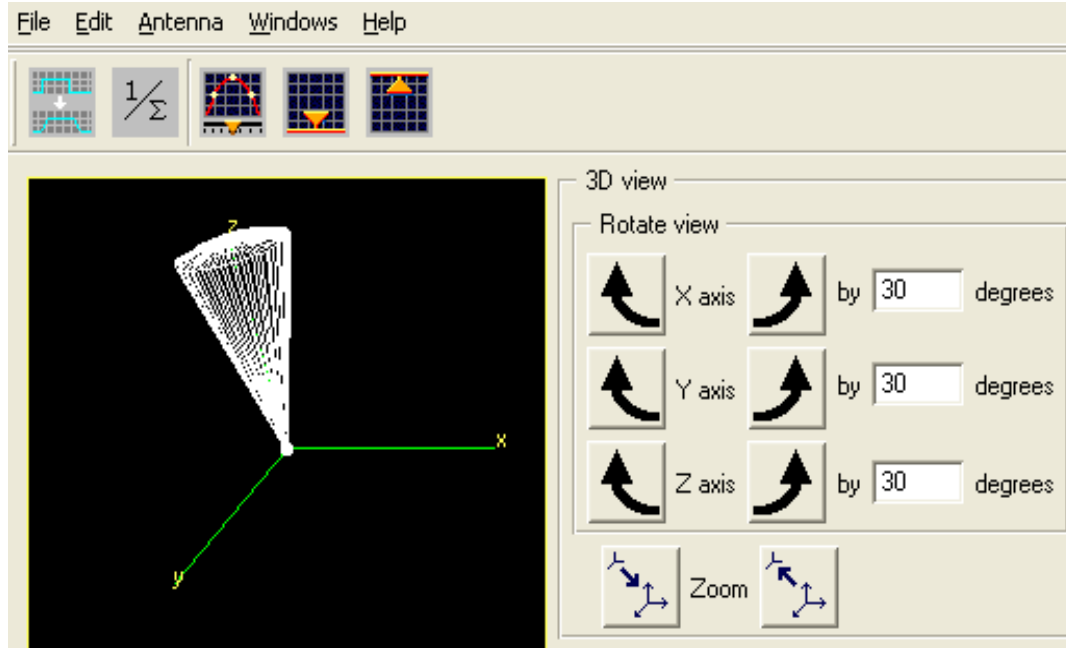 File Edit Antenna Windows Help
1/Σ
3D view
Rotate view
z
X axis by 30 degrees
Y axis by 30 degrees
x
Z axis by 30 degrees
y
Zoom